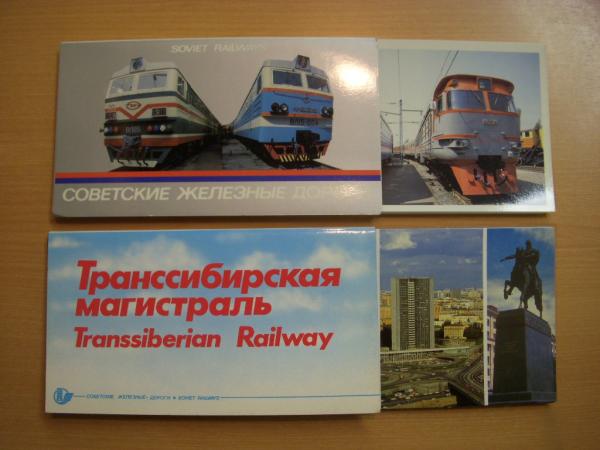 SOVIET RAILWAYS
СОВЕТСКИЕ ЖЕЛЕЗНЫЕ
Транссибирская
магистраль
Transsiberian Railway
СОВЕТСКИЕ ЖЕЛЕЗНЫЕ ДОРОГИ ★ SOVIET RAILWAYS